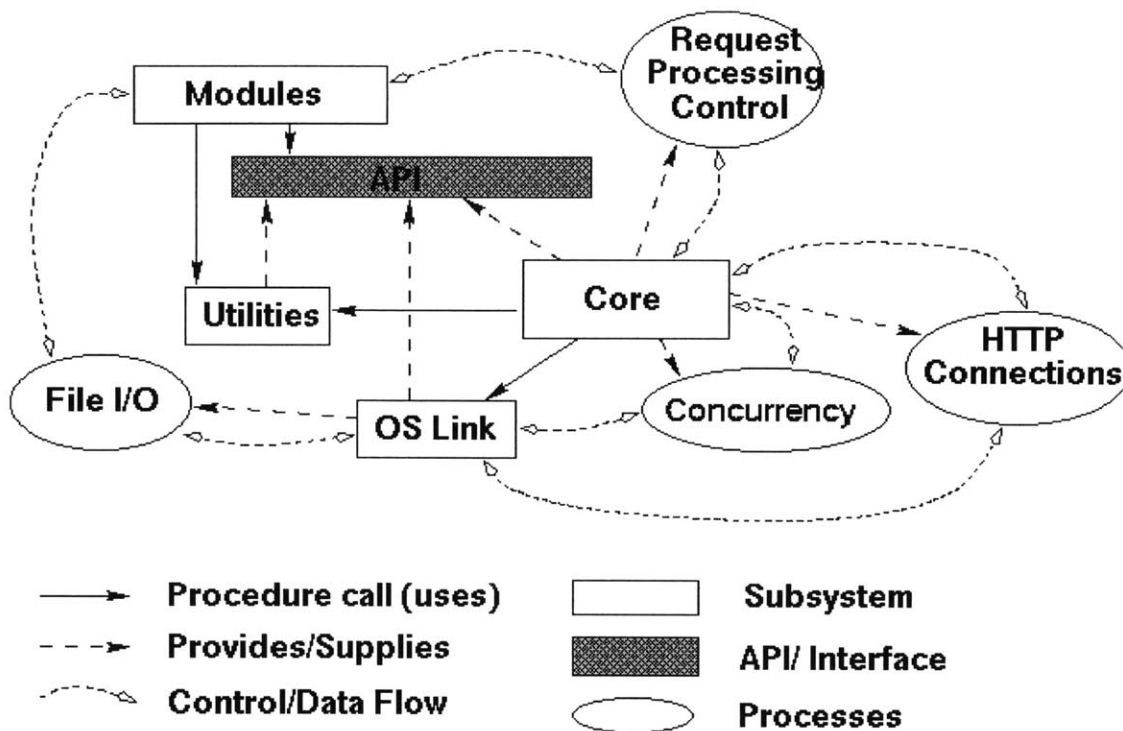 Request
Processing
Control
Modules
API
Core
Utilities
HTTP
Connections
File I/O
OS Link
Concurrency
Procedure call (uses)
Subsystem
Provides/Supplies
API/ Interface
Control/Data Flow
Processes